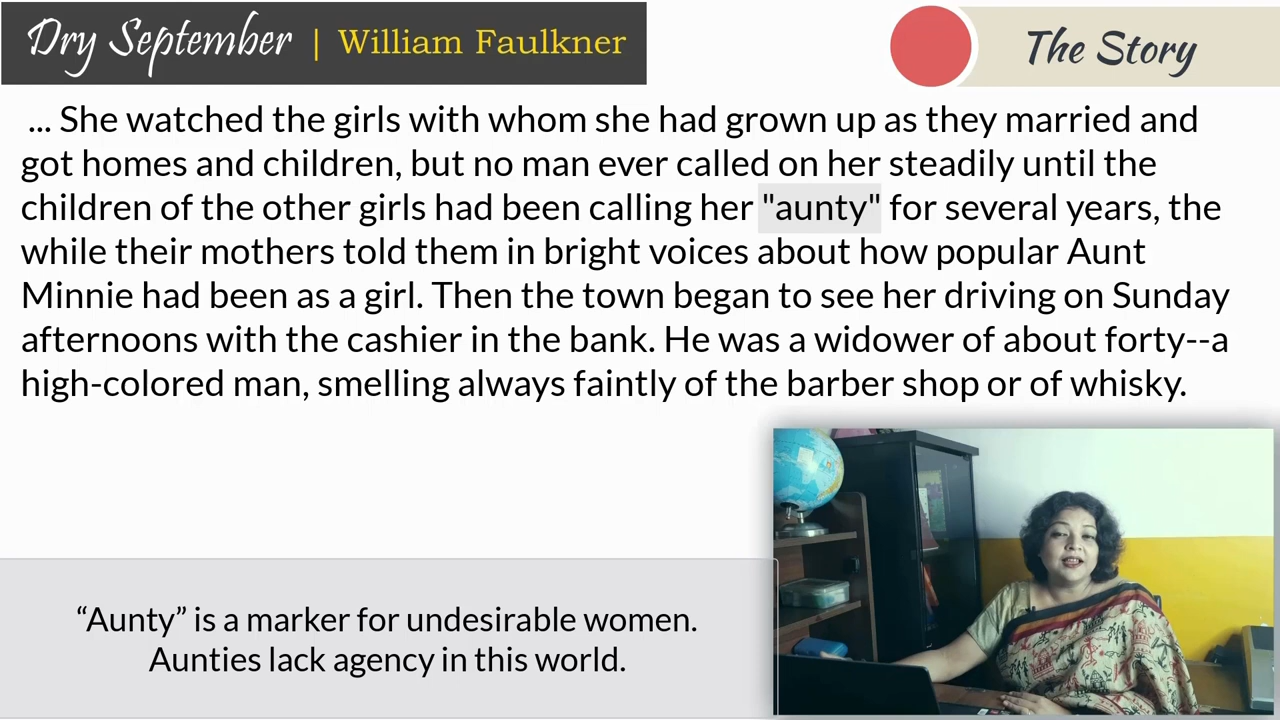 Dry September | William Faulkner
The Story
... She watched the girls with whom she had grown up as they married and
got homes and children, but no man ever called on her steadily until the
children of the other girls had been calling her "aunty" for several years, the
while their mothers told them in bright voices about how popular Aunt
Minnie had been as a girl. Then the town began to see her driving on Sunday
afternoons with the cashier in the bank. He was a widower of about forty--a
high-colored man, smelling always faintly of the barber shop or of whisky.
“Aunty” is a marker for undesirable women.
Aunties lack agency in this world.